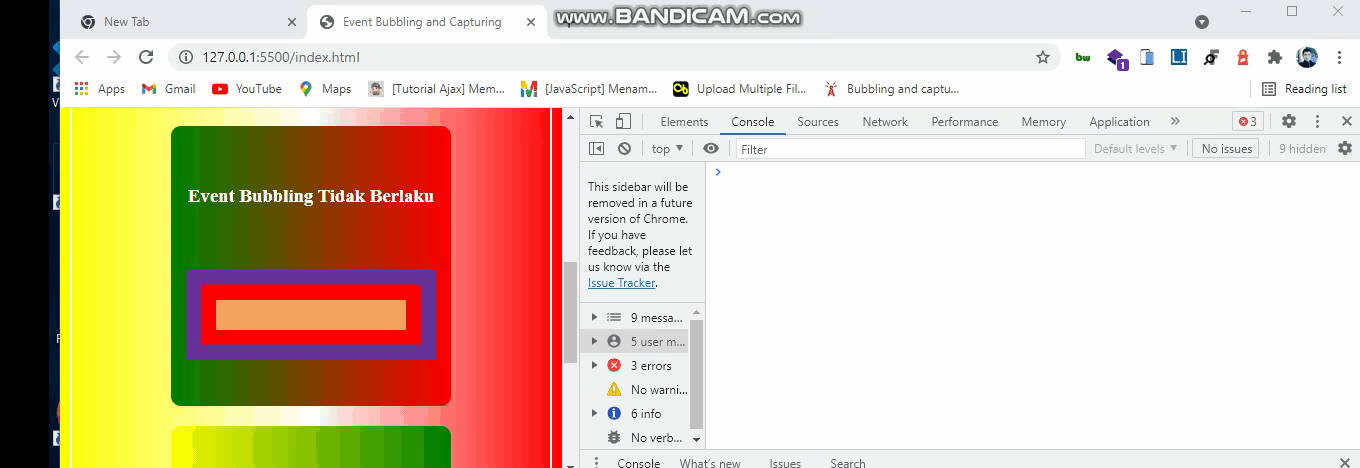 New Tab
Event Bubbling and Capturing
www.BANDICAM.com
127.0.0.1:5500/index.html
bw
1
LI
Apps
Gmail
YouTube
Maps
[Tutorial Ajax] Mem...
[JavaScript] Menam...
Upload Multiple Fil...
Bubbling and captu...
Reading list
Event Bubbling Tidak Berlaku
Elements
Console
Sources
Network
Performance
Memory
Application
»
3
top
Filter
Default levels
No issues
9 hidden
This sidebar will be
removed in a future
version of Chrome.
If you have
feedback, please let
us know via the
Issue Tracker.
9 messa...
5 user m...
3 errors
No warni...
6 info
No verb...
Console
What's new
Issues
Search